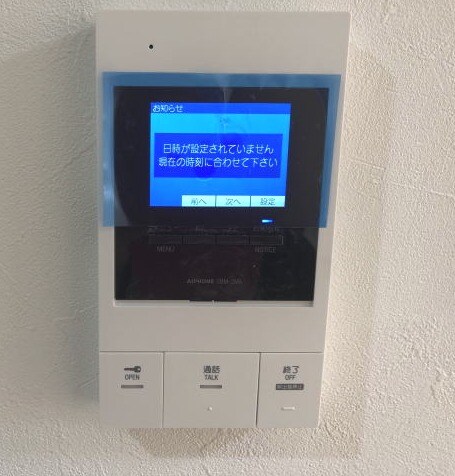 お知らせ
日時が設定されていません
現在の時刻に合わせて下さい
前へ 次へ 設定
MENU NOTICE
AIPHONE
OPEN
通話
TALK
終了
OFF